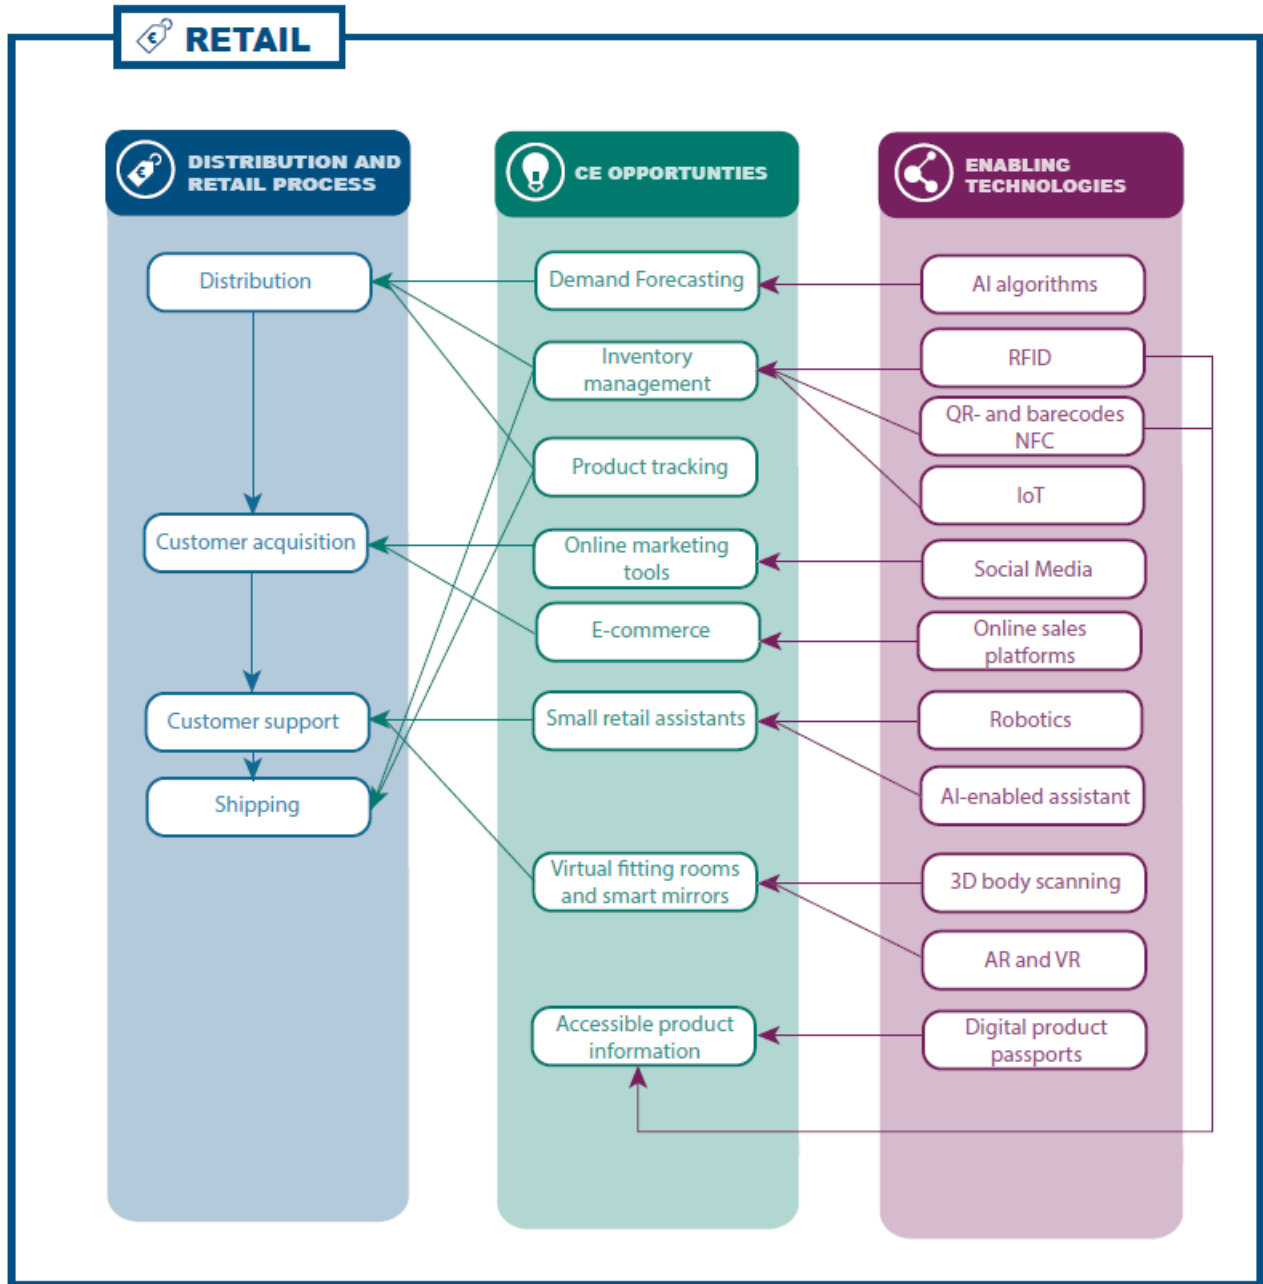 € RETAIL
€ DISTRIBUTION AND
RETAIL PROCESS
Distribution
Customer acquisition
Customer support
Shipping
CE OPPORTUNTIES
Demand Forecasting
Inventory
management
Product tracking
Online marketing
tools
E-commerce
Small retail assistants
Virtual fitting rooms
and smart mirrors
Accessible product
information
ENABLING
TECHNOLOGIES
AI algorithms
RFID
QR- and barecodes
NFC
IoT
Social Media
Online sales
platforms
Robotics
AI-enabled assistant
3D body scanning
AR and VR
Digital product
passports